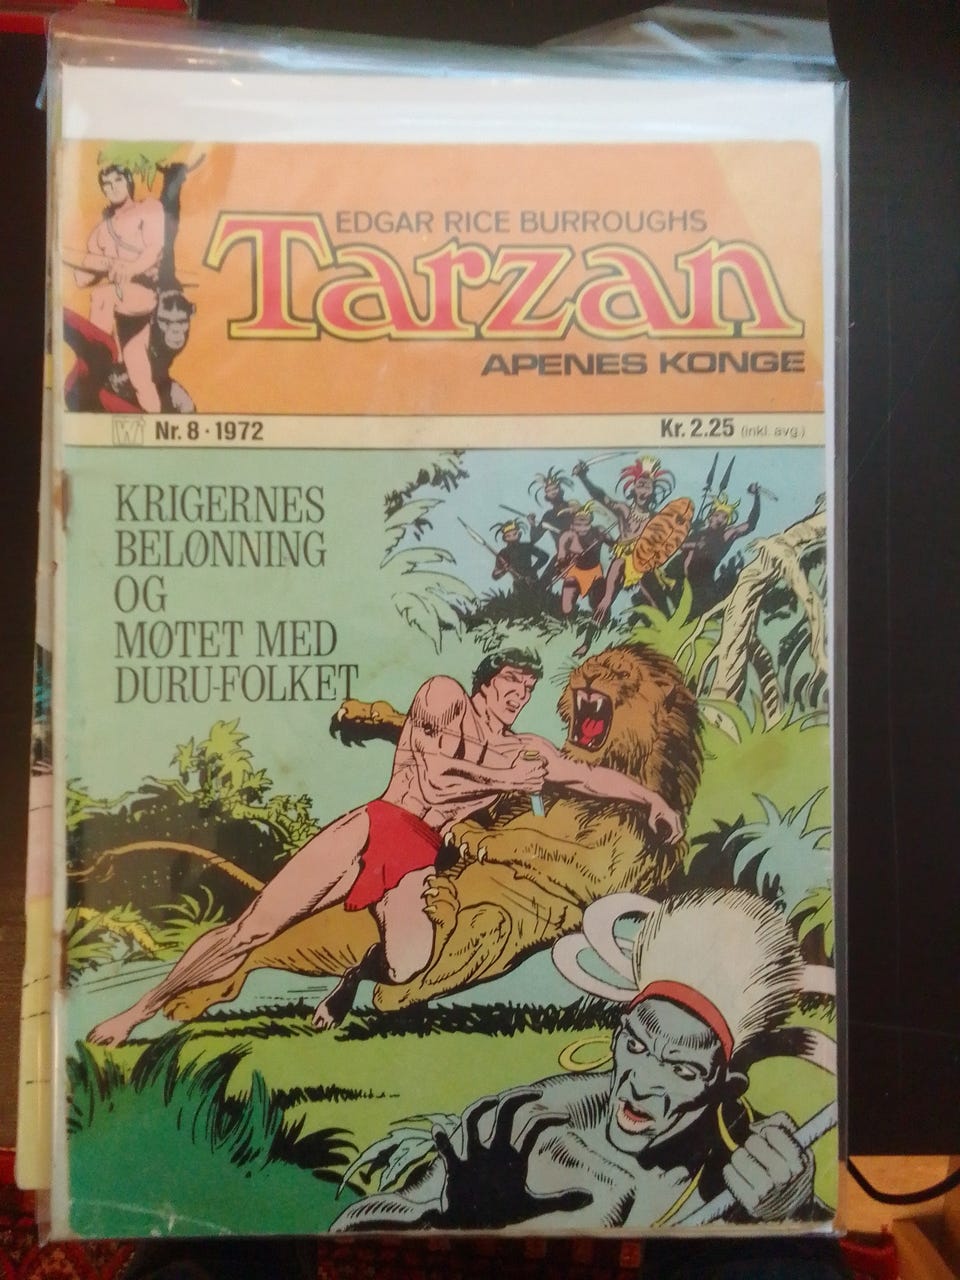 EDGAR RICE BURROUGHS
Tarzan
APENES KONGE
Wi Nr. 8 · 1972 Kr. 2.25 (inkl. avg.)
KRIGERNES
BELØNNING
OG
MØTET MED
DURU-FOLKET